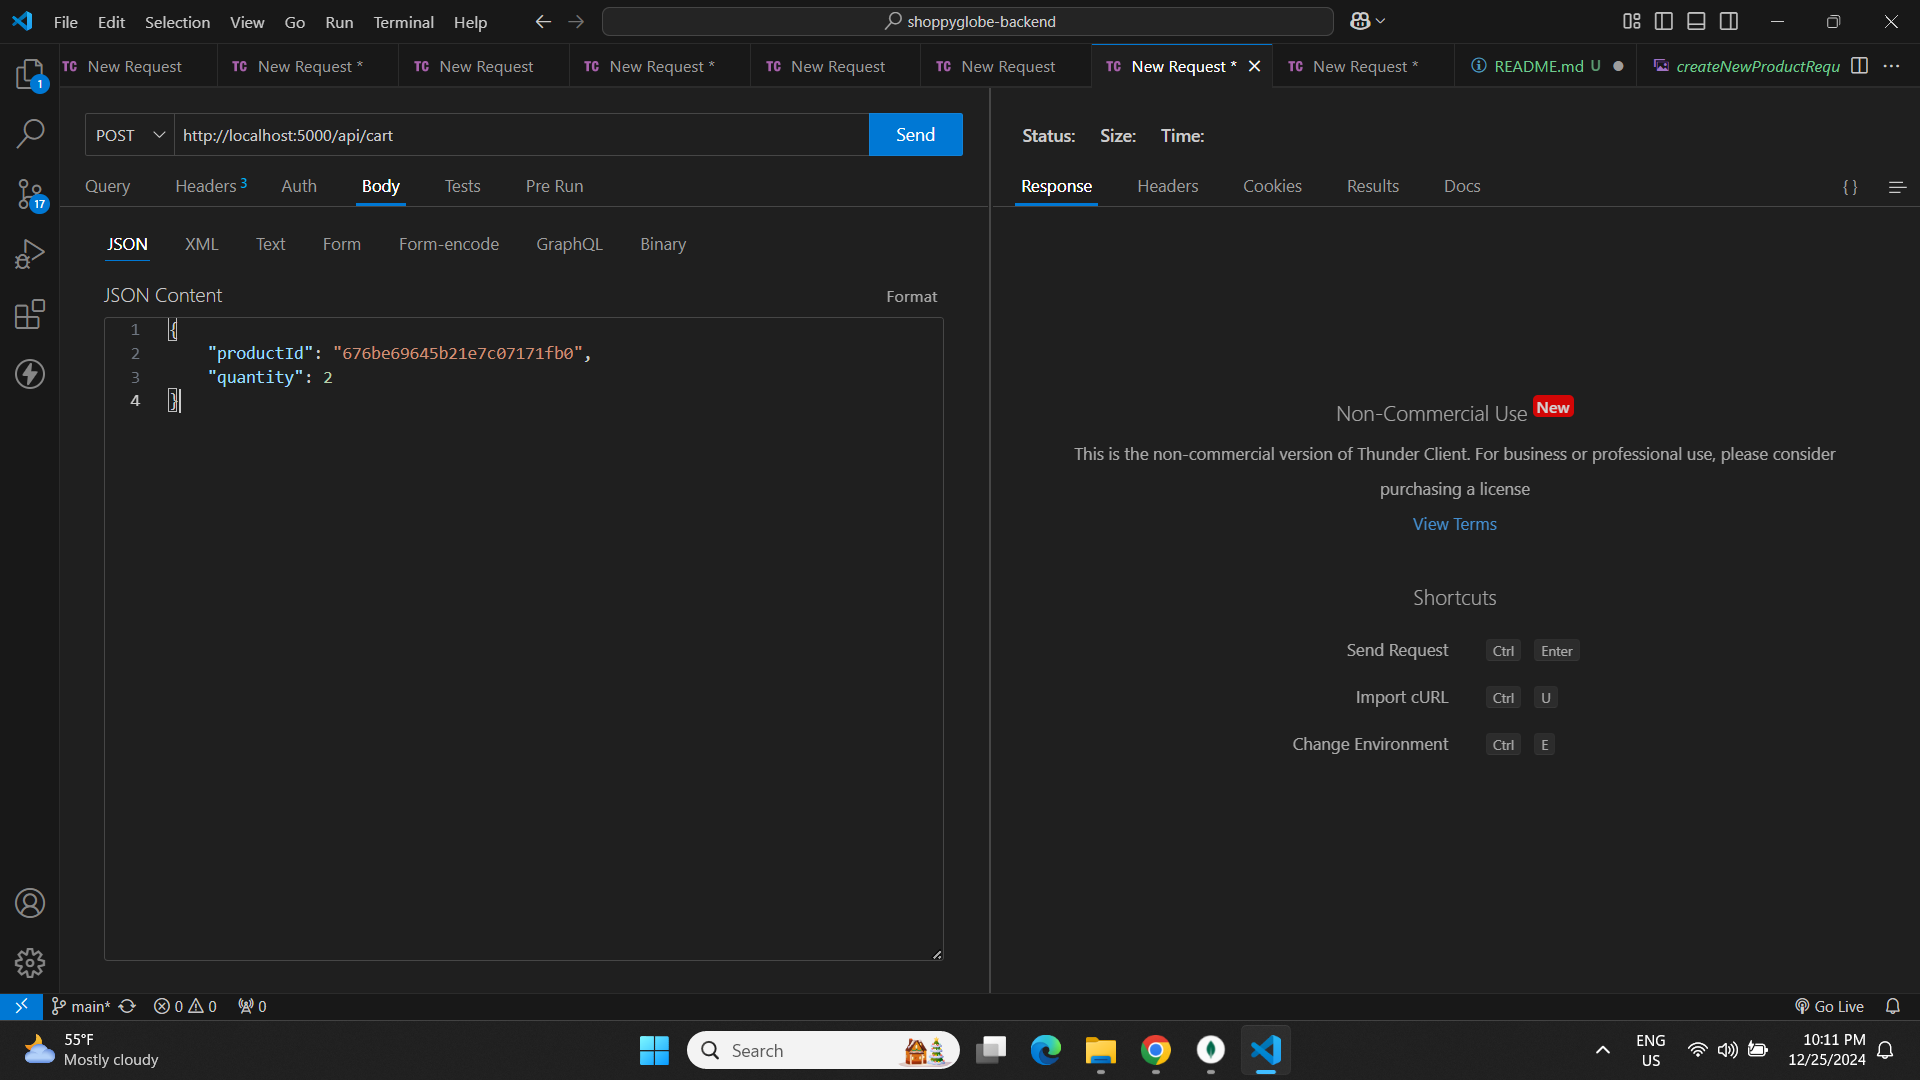 File Edit Selection View Go Run Terminal Help
shoppyglobe-backend
TC New Request
TC New Request *
TC New Request
TC New Request *
TC New Request
TC New Request
TC New Request *
TC New Request *
README.md U
createNewProductRequ
1
17
POST
http://localhost:5000/api/cart
Send
Query Headers 3 Auth Body Tests Pre Run
JSON XML Text Form Form-encode GraphQL Binary
JSON Content
Format
1 {
2 "productId": "676be69645b21e7c07171fb0",
3 "quantity": 2
4 }
Status: Size: Time:
Response Headers Cookies Results Docs
{ }
Non-Commercial Use New
This is the non-commercial version of Thunder Client. For business or professional use, please consider
purchasing a license
View Terms
Shortcuts
Send Request Ctrl Enter
Import cURL Ctrl U
Change Environment Ctrl E
main* 0 0 0
Go Live
55°F
Mostly cloudy
Search
ENG
US
10:11 PM
12/25/2024